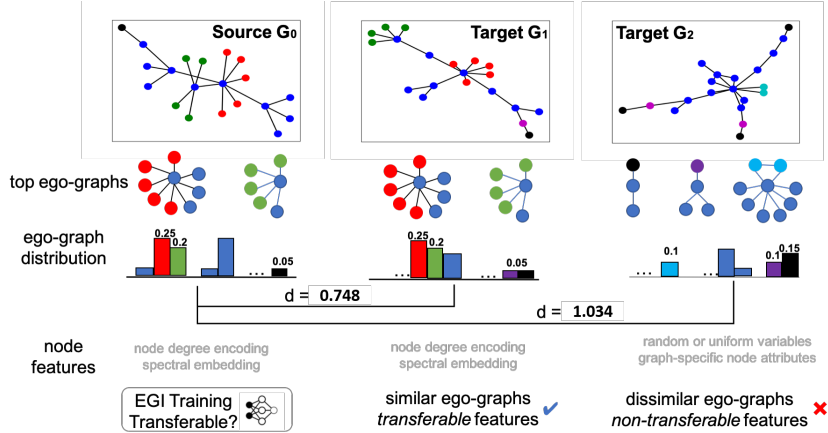 Source G0
Target G1
Target G2
top ego-graphs
ego-graph
distribution
0.25
0.2
0.05
...
0.25
0.2
0.05
...
...
0.1
0.1
0.15
...
...
d = 0.748
d = 1.034
node
features
node degree encoding
spectral embedding
node degree encoding
spectral embedding
random or uniform variables
graph-specific node attributes
EGI Training
Transferable?
similar ego-graphs
transferable features ✓
dissimilar ego-graphs
non-transferable features ✖